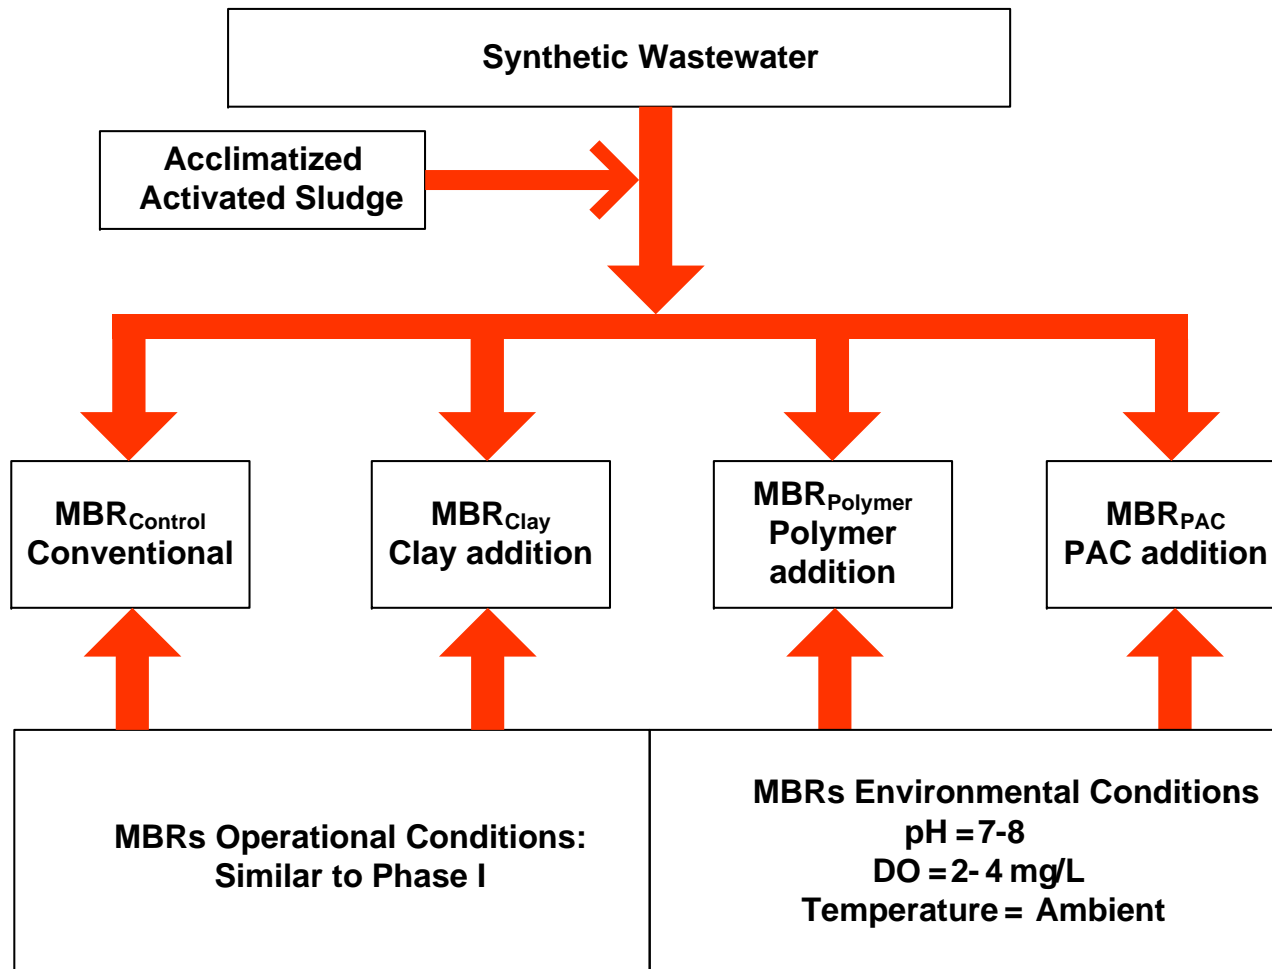 Synthetic Wastewater
Acclimatized
Activated Sludge
MBRControl
Conventional
MBRClay
Clay addition
MBRPolymer
Polymer
addition
MBRPAC
PAC addition
MBRs Operational Conditions:
Similar to Phase I
MBRs Environmental Conditions
pH = 7-8
DO = 2- 4 mg/L
Temperature = Ambient